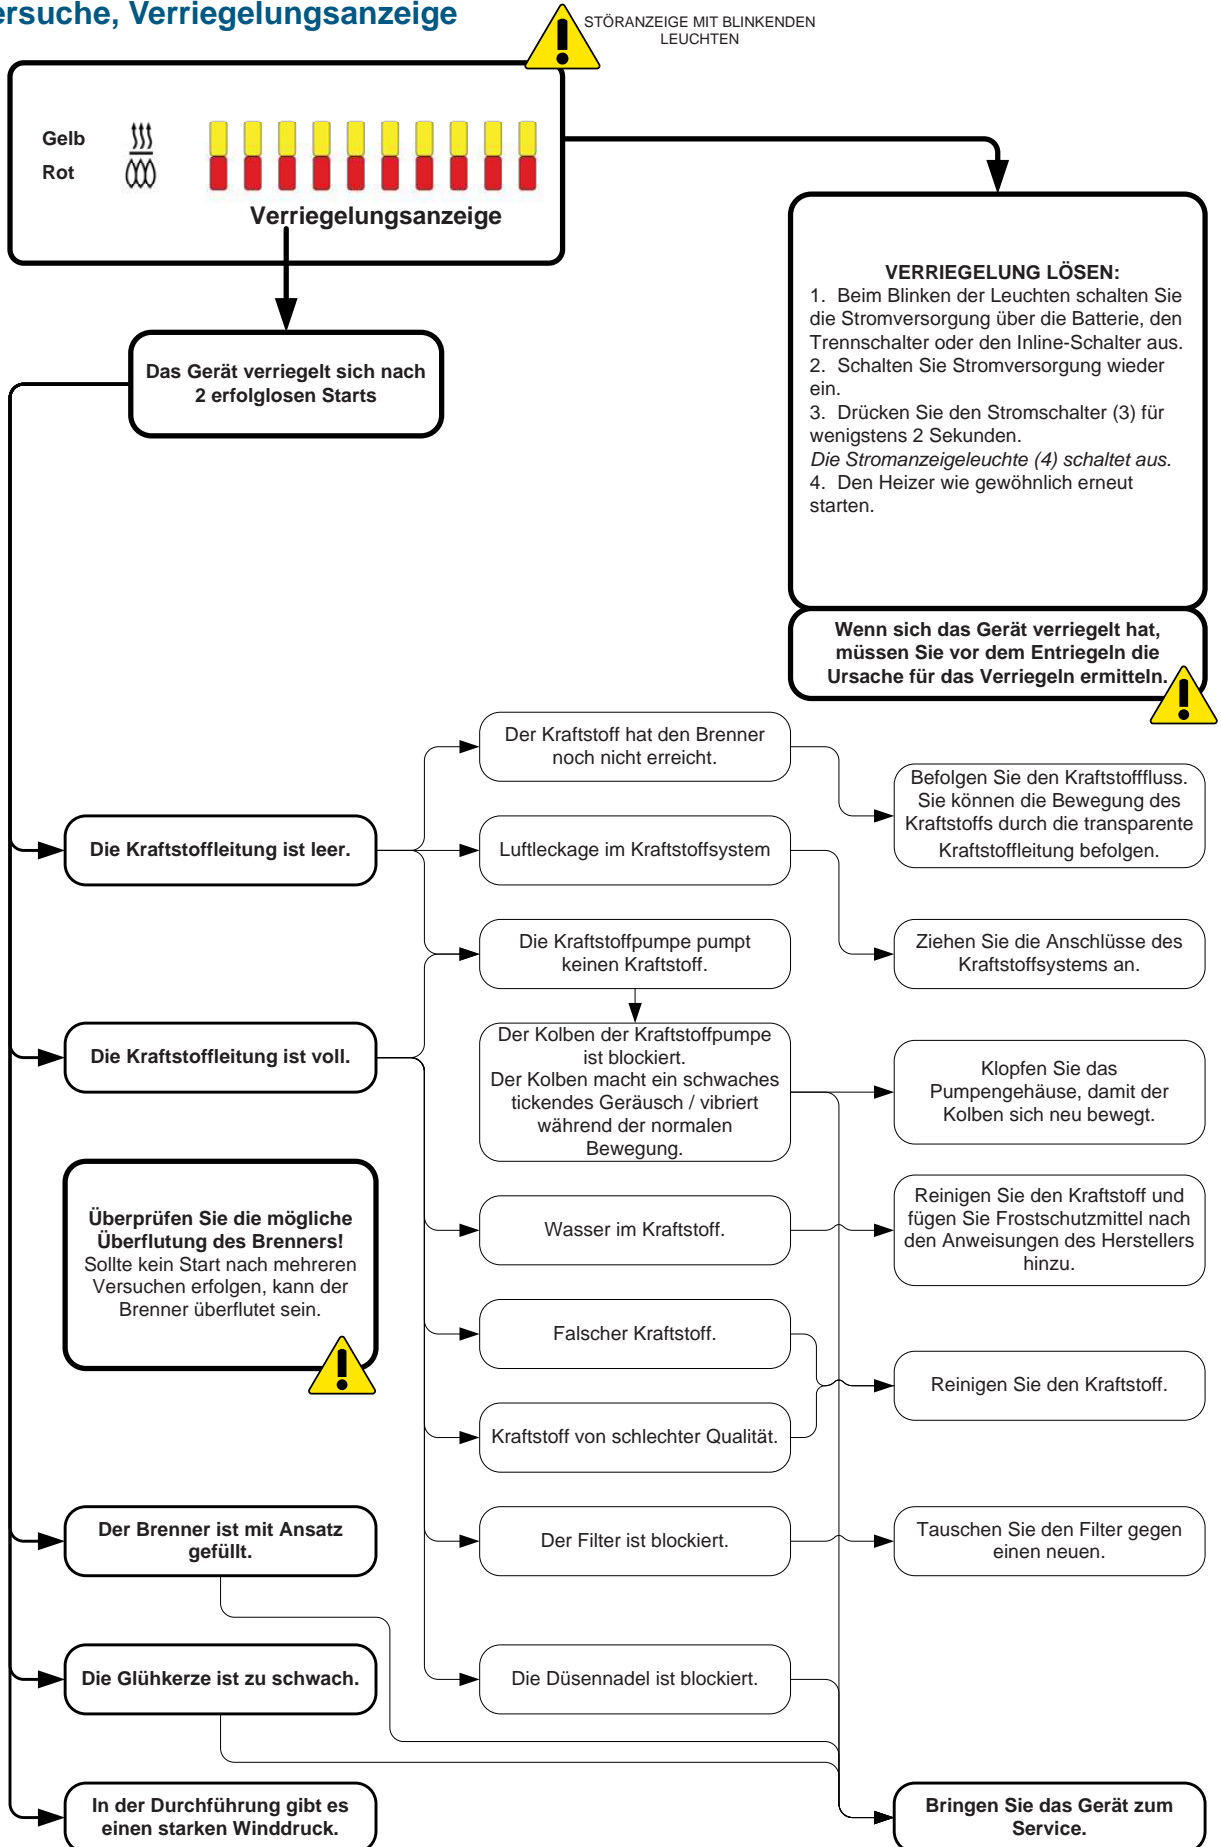 ersuche, Verriegelungsanzeige
STÖRANZEIGE MIT BLINKENDEN
LEUCHTEN
Gelb
Rot
Verriegelungsanzeige
VERRIEGELUNG LÖSEN:
1. Beim Blinken der Leuchten schalten Sie
die Stromversorgung über die Batterie, den
Trennschalter oder den Inline-Schalter aus.
2. Schalten Sie Stromversorgung wieder
ein.
3. Drücken Sie den Stromschalter (3) für
wenigstens 2 Sekunden.
Die Stromanzeigeleuchte (4) schaltet aus.
4. Den Heizer wie gewöhnlich erneut
starten.
Das Gerät verriegelt sich nach
2 erfolglosen Starts
Wenn sich das Gerät verriegelt hat,
müssen Sie vor dem Entriegeln die
Ursache für das Verriegeln ermitteln.
Der Kraftstoff hat den Brenner
noch nicht erreicht.
Befolgen Sie den Kraftstofffluss.
Sie können die Bewegung des
Kraftstoffs durch die transparente
Kraftstoffleitung befolgen.
Die Kraftstoffleitung ist leer.
Luftleckage im Kraftstoffsystem
Die Kraftstoffpumpe pumpt
keinen Kraftstoff.
Ziehen Sie die Anschlüsse des
Kraftstoffsystems an.
Die Kraftstoffleitung ist voll.
Der Kolben der Kraftstoffpumpe
ist blockiert.
Der Kolben macht ein schwaches
tickendes Geräusch / vibriert
während der normalen
Bewegung.
Klopfen Sie das
Pumpengehäuse, damit der
Kolben sich neu bewegt.
Überprüfen Sie die mögliche
Überflutung des Brenners!
Sollte kein Start nach mehreren
Versuchen erfolgen, kann der
Brenner überflutet sein.
Wasser im Kraftstoff.
Reinigen Sie den Kraftstoff und
fügen Sie Frostschutzmittel nach
den Anweisungen des Herstellers
hinzu.
Falscher Kraftstoff.
Reinigen Sie den Kraftstoff.
Kraftstoff von schlechter Qualität.
Der Brenner ist mit Ansatz
gefüllt.
Der Filter ist blockiert.
Tauschen Sie den Filter gegen
einen neuen.
Die Glühkerze ist zu schwach.
Die Düsennadel ist blockiert.
In der Durchführung gibt es
einen starken Winddruck.
Bringen Sie das Gerät zum
Service.